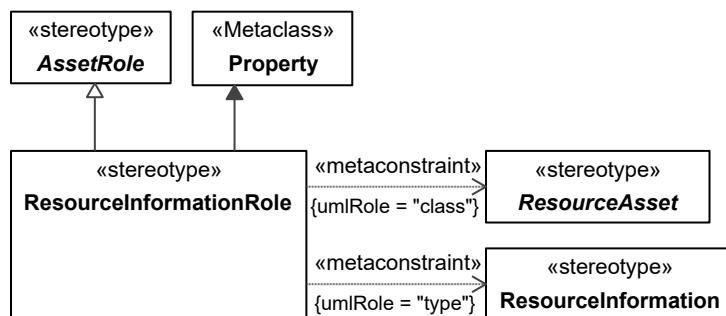 «stereotype»
AssetRole
«Metaclass»
Property
«stereotype»
ResourceInformationRole
«metaconstraint»
{umlRole = "class"}
«stereotype»
ResourceAsset
«metaconstraint»
{umlRole = "type"}
«stereotype»
ResourceInformation